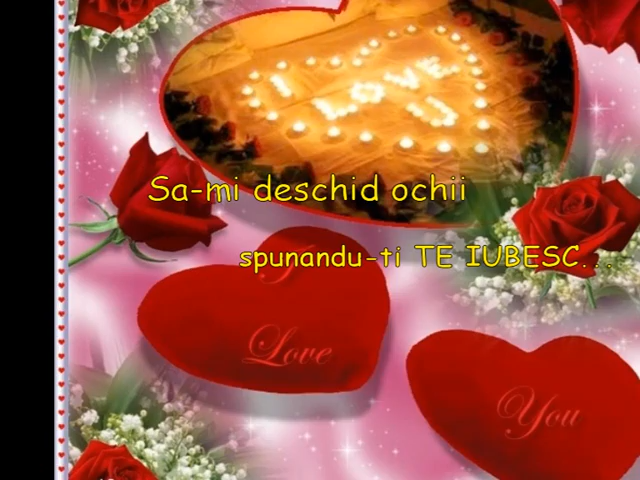 I
LOVE
U
Sa-mi deschid ochii
spunandu-ti TE IUBESC...
I
Love
You